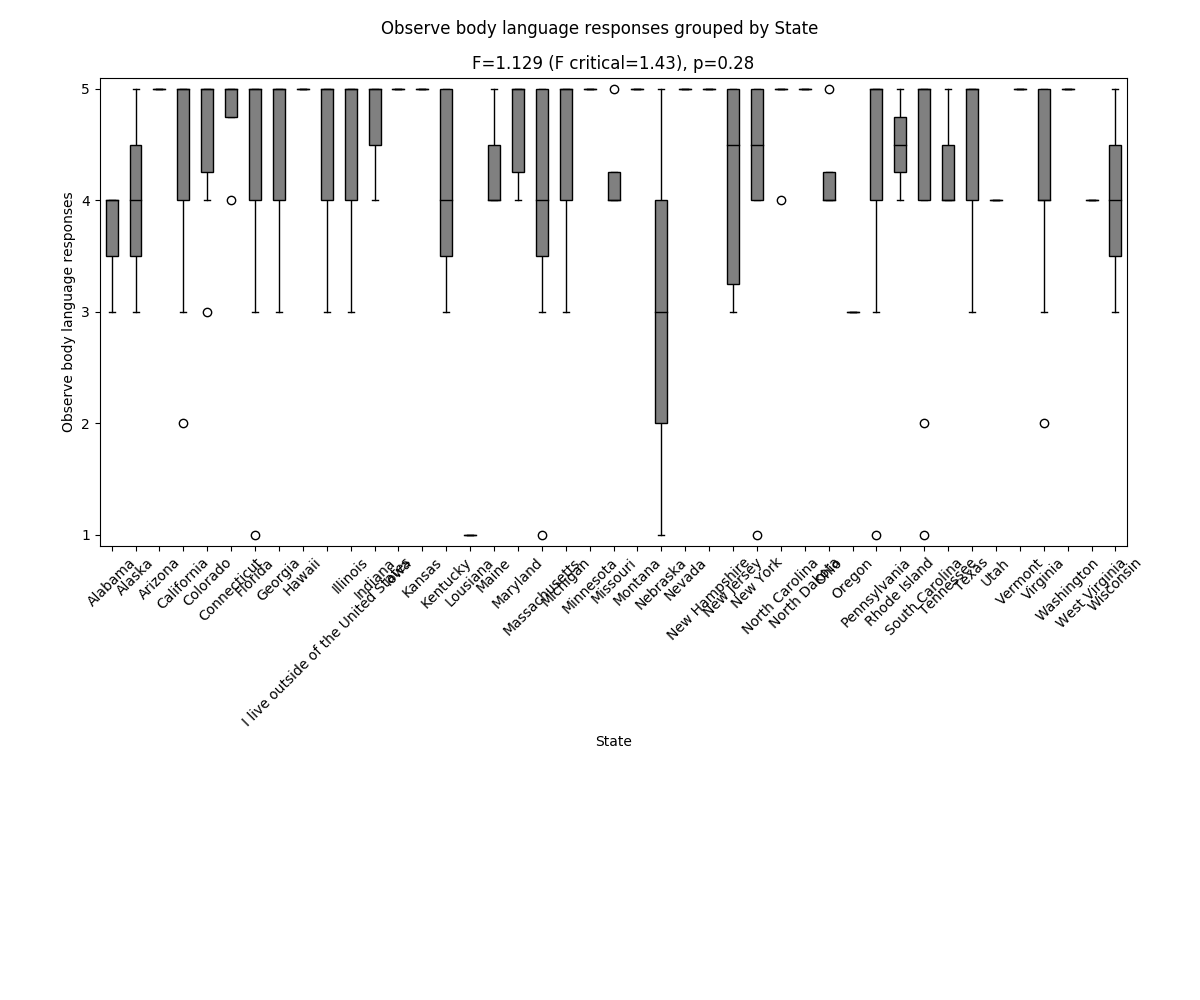 Observe body language responses grouped by State
F=1.129 (F critical=1.43), p=0.28
Observe body language responses
5
4
3
2
1
Alabama
Alaska
Arizona
California
Colorado
Connecticut
Florida
Georgia
Hawaii
I live outside of the United States
Illinois
Indiana
Iowa
Kansas
Kentucky
Lousiana
Maine
Maryland
Massachusetts
Michigan
Minnesota
Missouri
Montana
Nebraska
Nevada
New Hampshire
New Jersey
New York
North Carolina
North Dakota
Ohio
Oregon
Pennsylvania
Rhode Island
South Carolina
Tennessee
Texas
Utah
Vermont
Virginia
Washington
West Virginia
Wisconsin
State